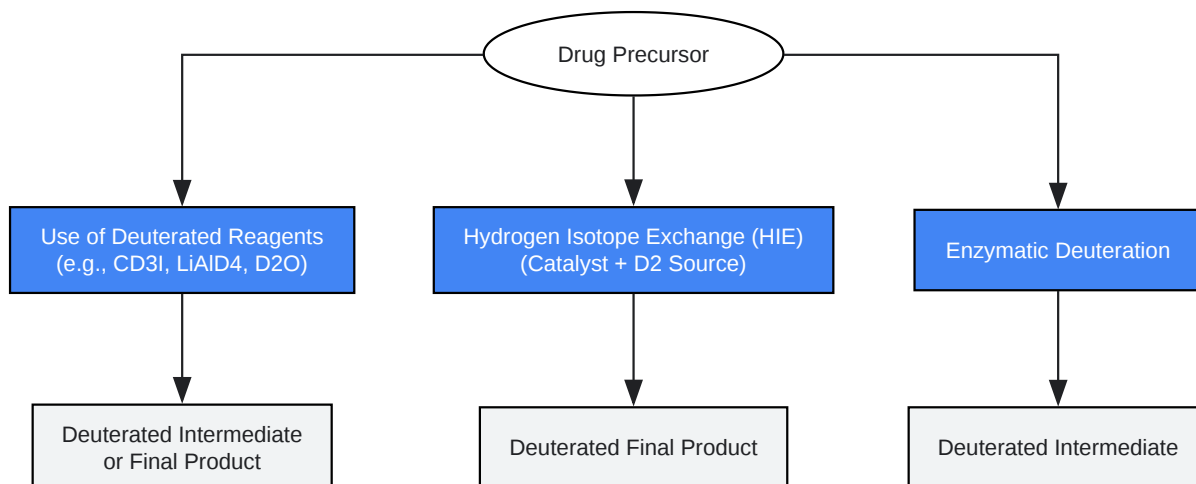 Drug Precursor
Use of Deuterated Reagents
(e.g., CD3I, LiAlD4, D2O)
Hydrogen Isotope Exchange (HIE)
(Catalyst + D2 Source)
Enzymatic Deuteration
Deuterated Intermediate
or Final Product
Deuterated Final Product
Deuterated Intermediate